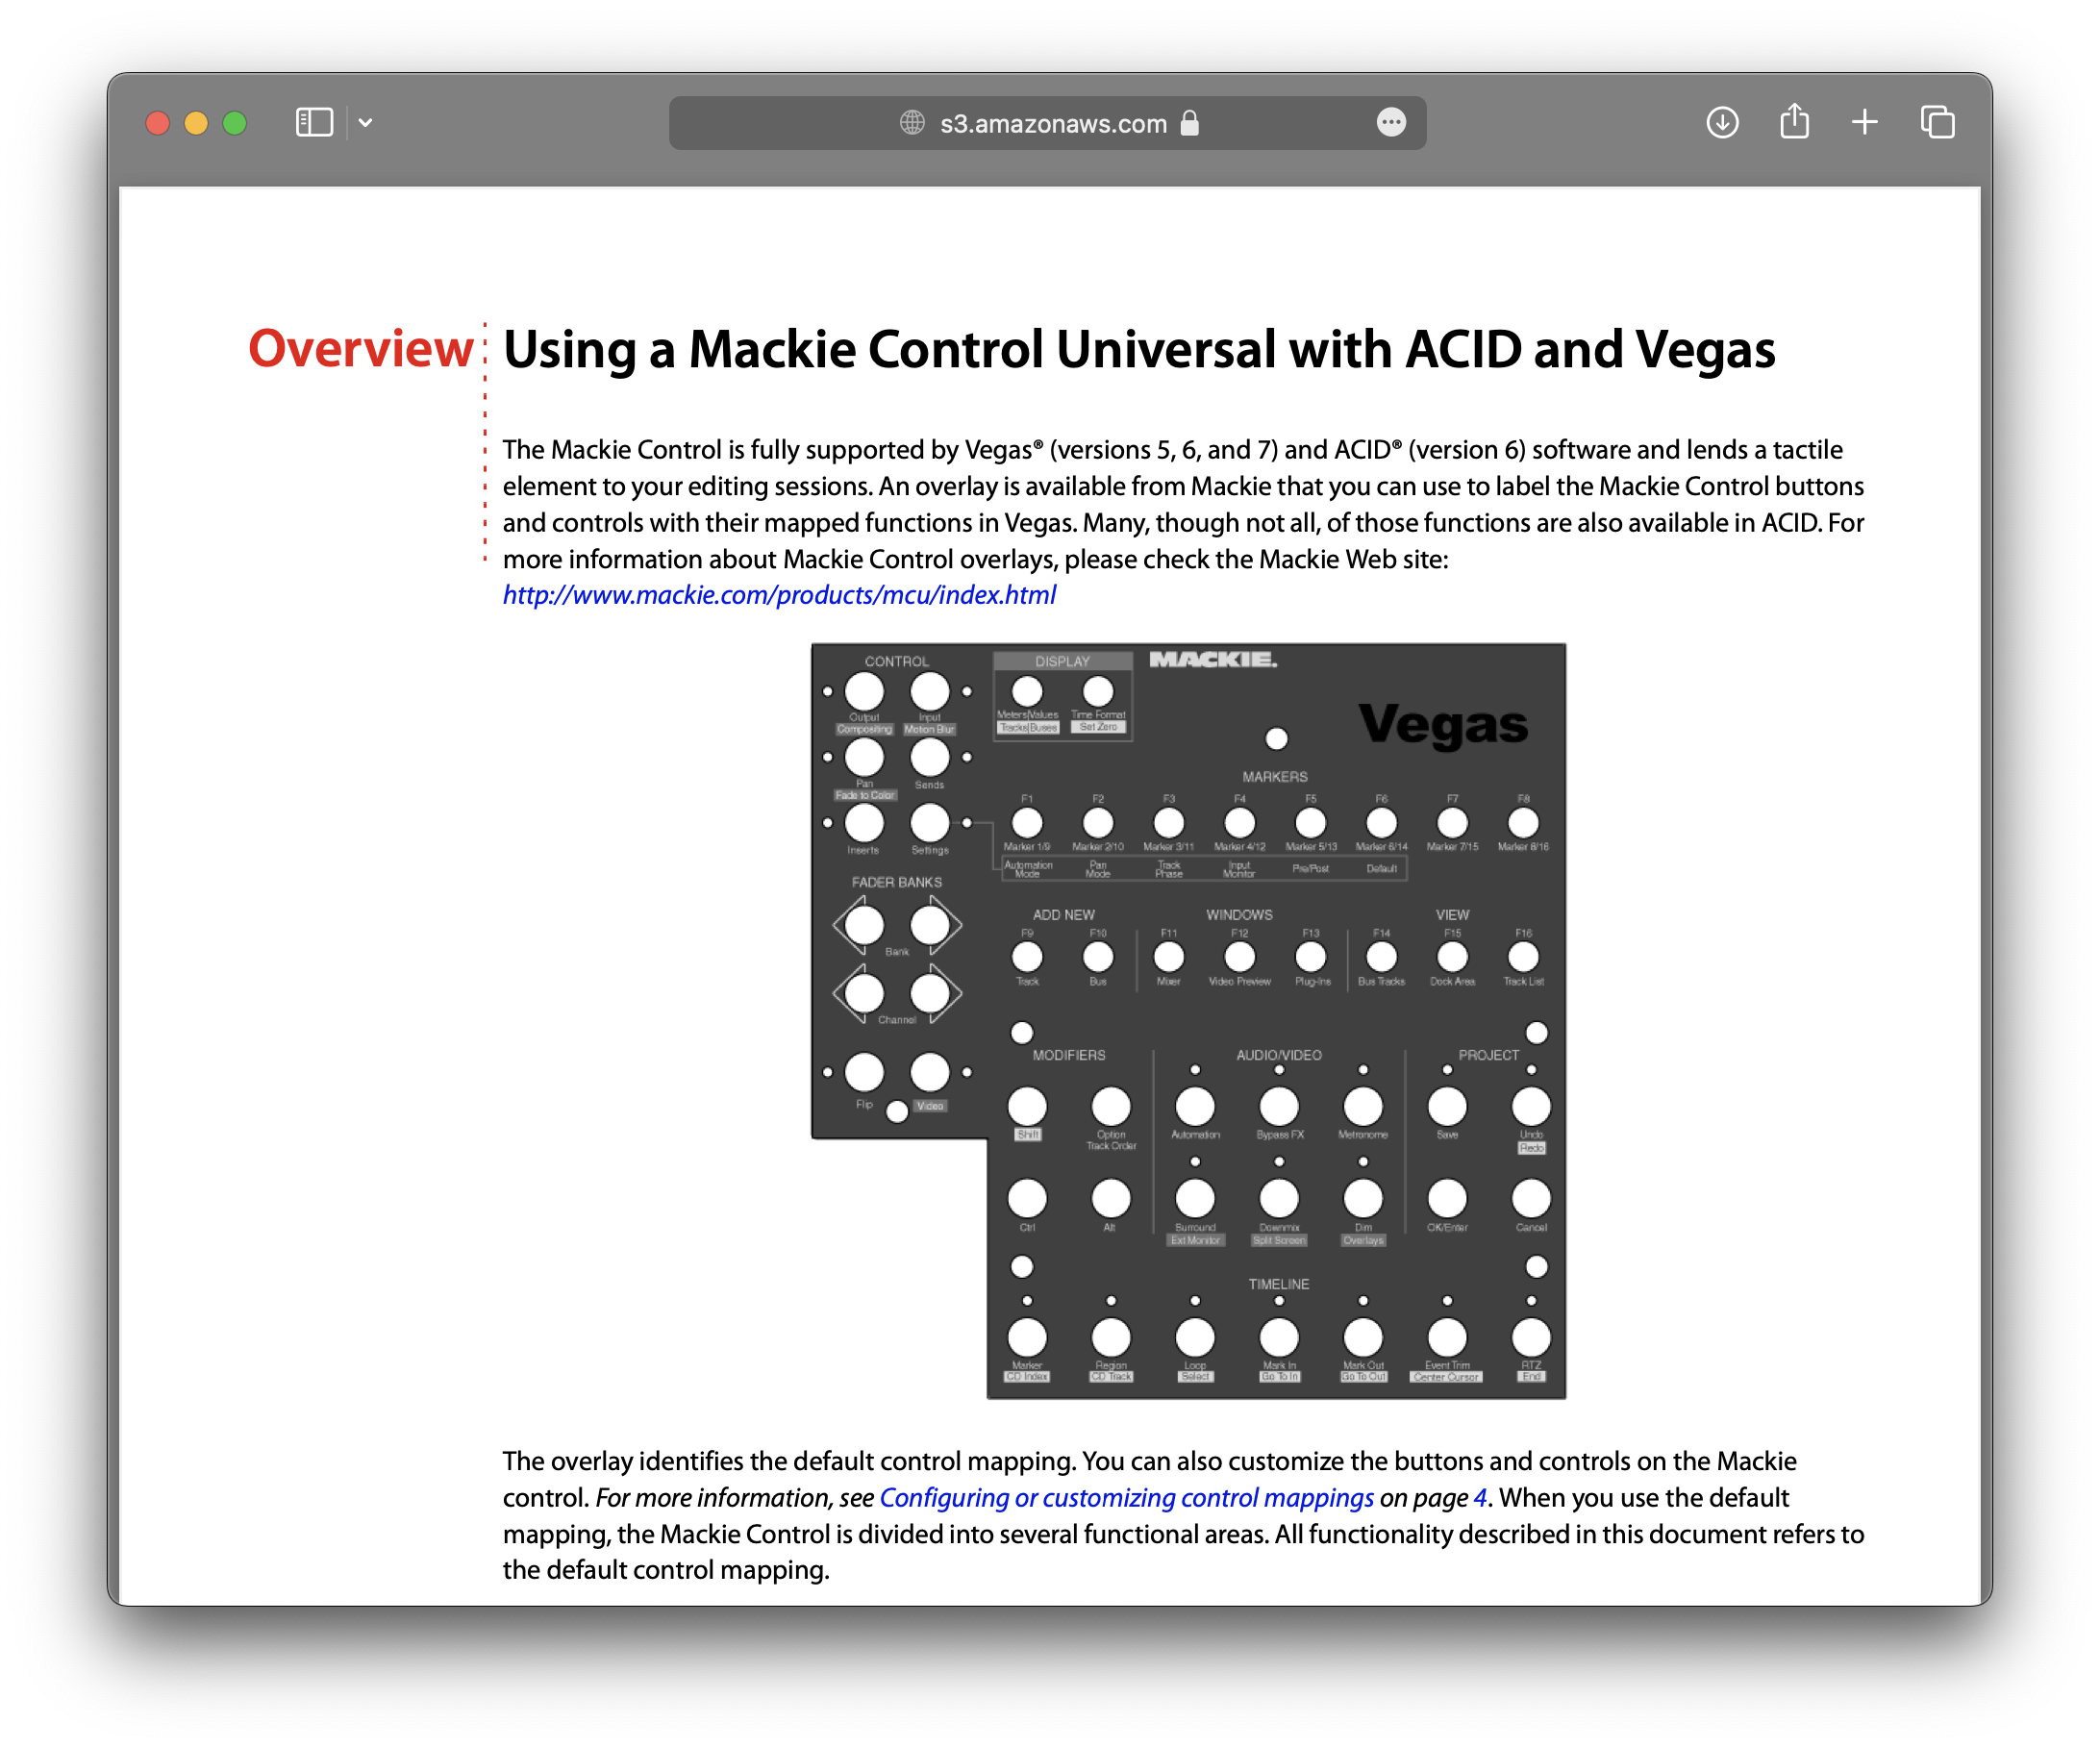 s3.amazonaws.com
Overview
Using a Mackie Control Universal with ACID and Vegas
The Mackie Control is fully supported by Vegas® (versions 5, 6, and 7) and ACID® (version 6) software and lends a tactile
element to your editing sessions. An overlay is available from Mackie that you can use to label the Mackie Control buttons
and controls with their mapped functions in Vegas. Many, though not all, of those functions are also available in ACID. For
more information about Mackie Control overlays, please check the Mackie Web site:
http://www.mackie.com/products/mcu/index.html
CONTROL
Output Input
Compositing Motion Blur
Pan Sends
Fade to Color
Inserts Settings
DISPLAY
Meters|Values Time Format
Tracks|Buses Set Zero
MACKIE.
Vegas
MARKERS
F1 F2 F3 F4 F5 F6 F7 F8
Marker 1/9 Marker 2/10 Marker 3/11 Marker 4/12 Marker 5/13 Marker 6/14 Marker 7/15 Marker 8/16
Automation Pan Track Input Pre/Post Default
Mode Mode Phase Monitor
FADER BANKS
Bank
Channel
Flip Video
ADD NEW WINDOWS VIEW
F9 F10 F11 F12 F13 F14 F15 F16
Track Bus Mixer Video Preview Plug-Ins Bus Tracks Dock Area Track List
MODIFIERS AUDIO/VIDEO PROJECT
Shift Option Automation Bypass FX Metronome Save Undo
Track Order Redo
Ctrl Alt Surround Downmix Dim OK/Enter Cancel
Ext Monitor Split Screen Overlays
TIMELINE
Marker Region Loop Mark In Mark Out Event Trim RTZ
CD Index CD Track Select Go To In Go To Out Center Cursor End
The overlay identifies the default control mapping. You can also customize the buttons and controls on the Mackie
control. For more information, see Configuring or customizing control mappings on page 4. When you use the default
mapping, the Mackie Control is divided into several functional areas. All functionality described in this document refers to
the default control mapping.